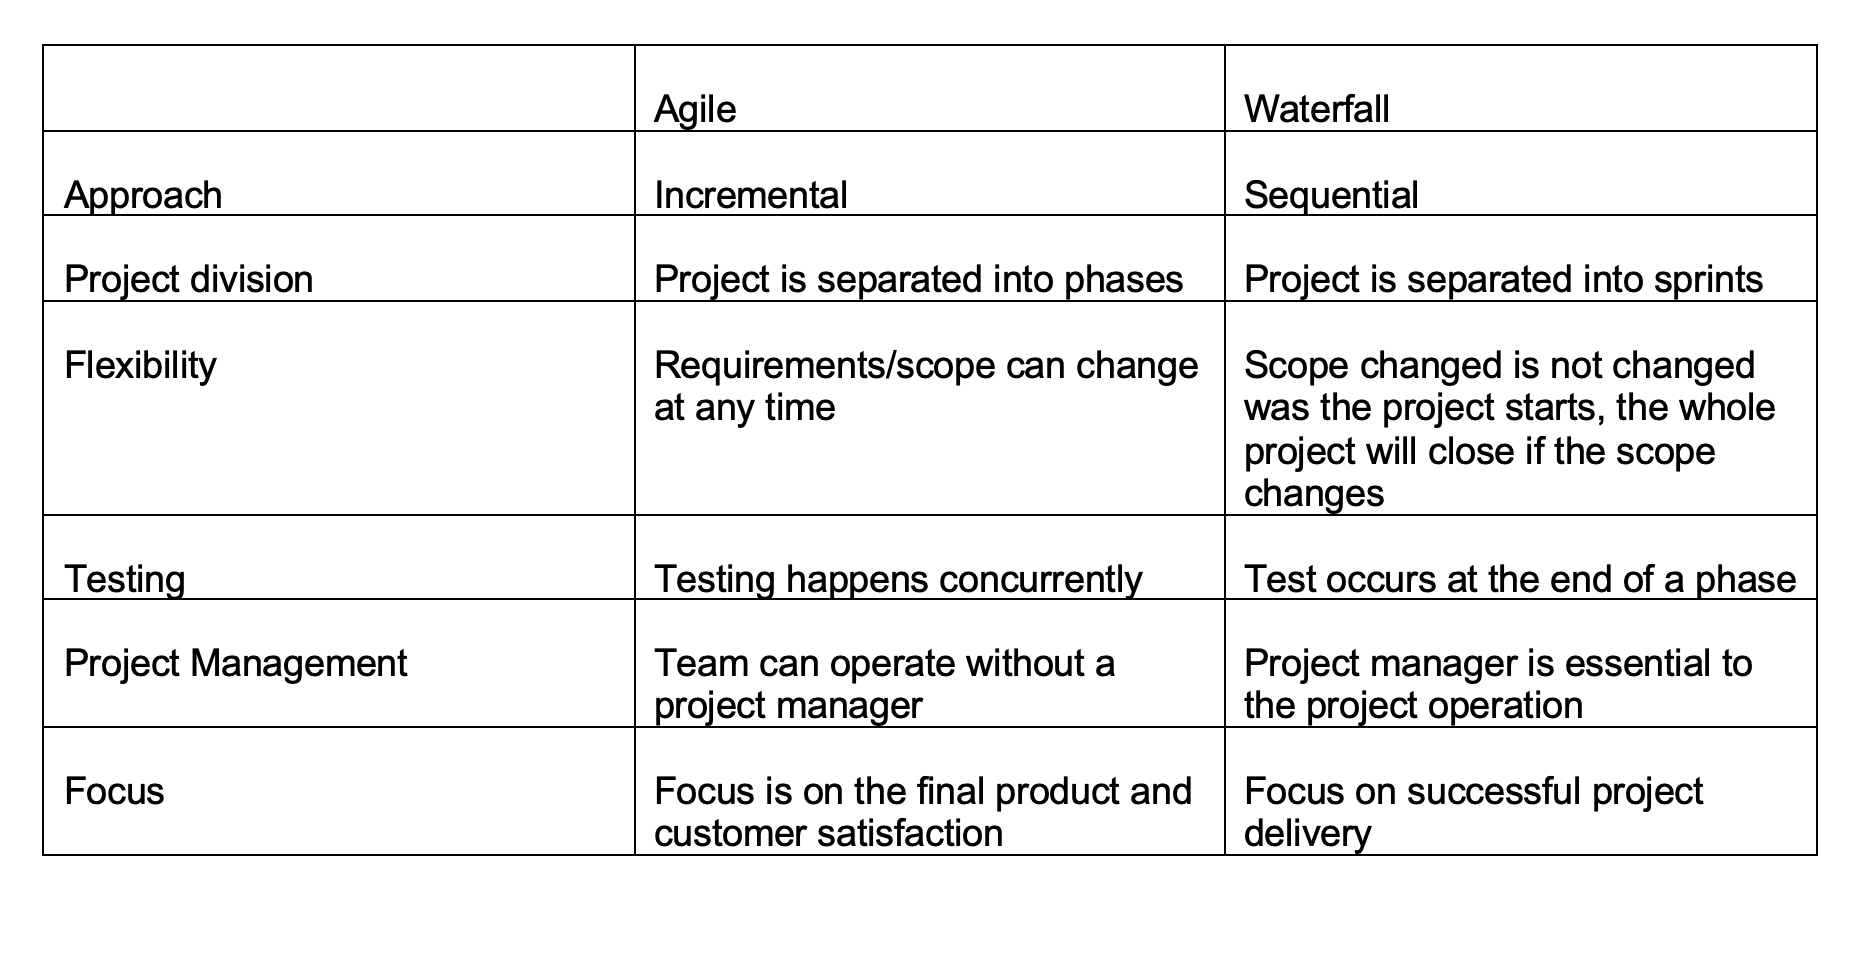 Agile
Waterfall
Approach
Incremental
Sequential
Project division
Project is separated into phases
Project is separated into sprints
Flexibility
Requirements/scope can change
at any time
Scope changed is not changed
was the project starts, the whole
project will close if the scope
changes
Testing
Testing happens concurrently
Test occurs at the end of a phase
Project Management
Team can operate without a
project manager
Project manager is essential to
the project operation
Focus
Focus is on the final product and
customer satisfaction
Focus on successful project
delivery